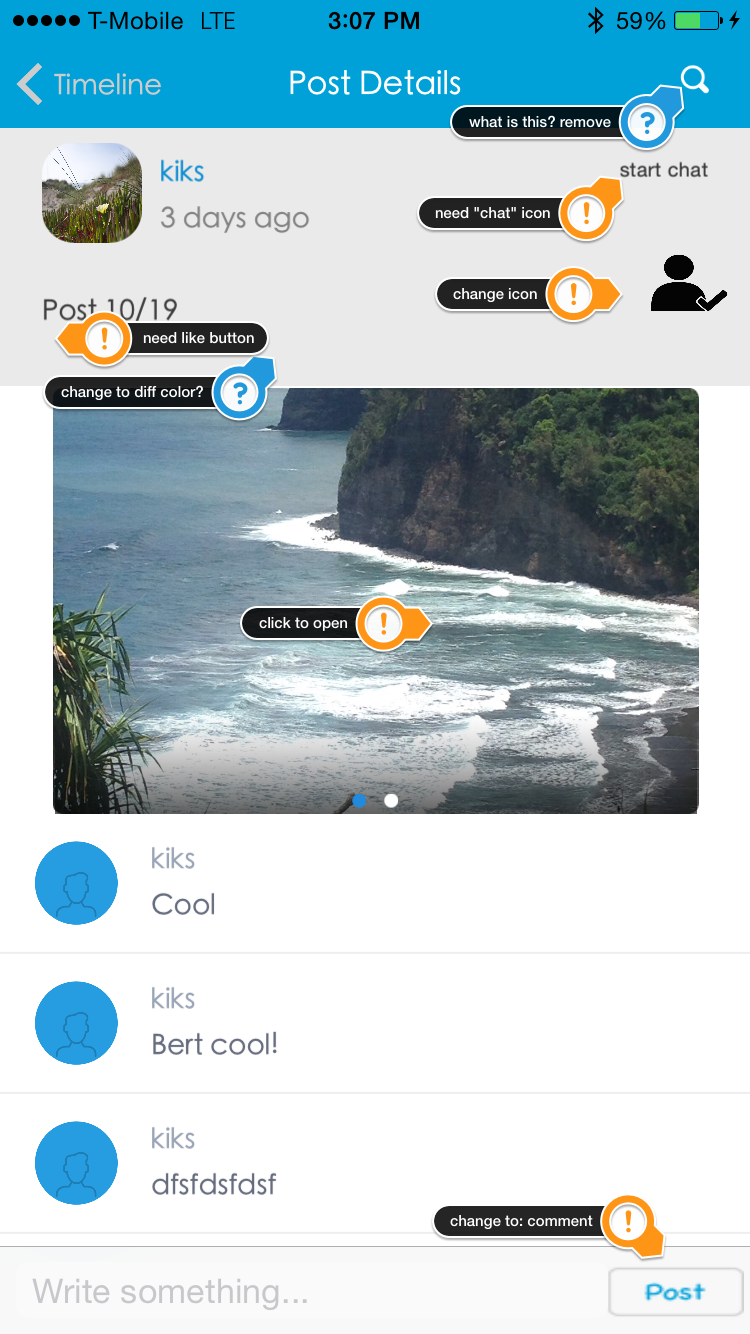 T-Mobile LTE 3:07 PM 59%
Timeline Post Details
what is this? remove ?
kiks
start chat
3 days ago
need "chat" icon !
change icon !
Post 10/19
! need like button
change to diff color? ?
click to open !
kiks
Cool
kiks
Bert cool!
kiks
dfsfdsfdsf
change to: comment !
Write something... Post